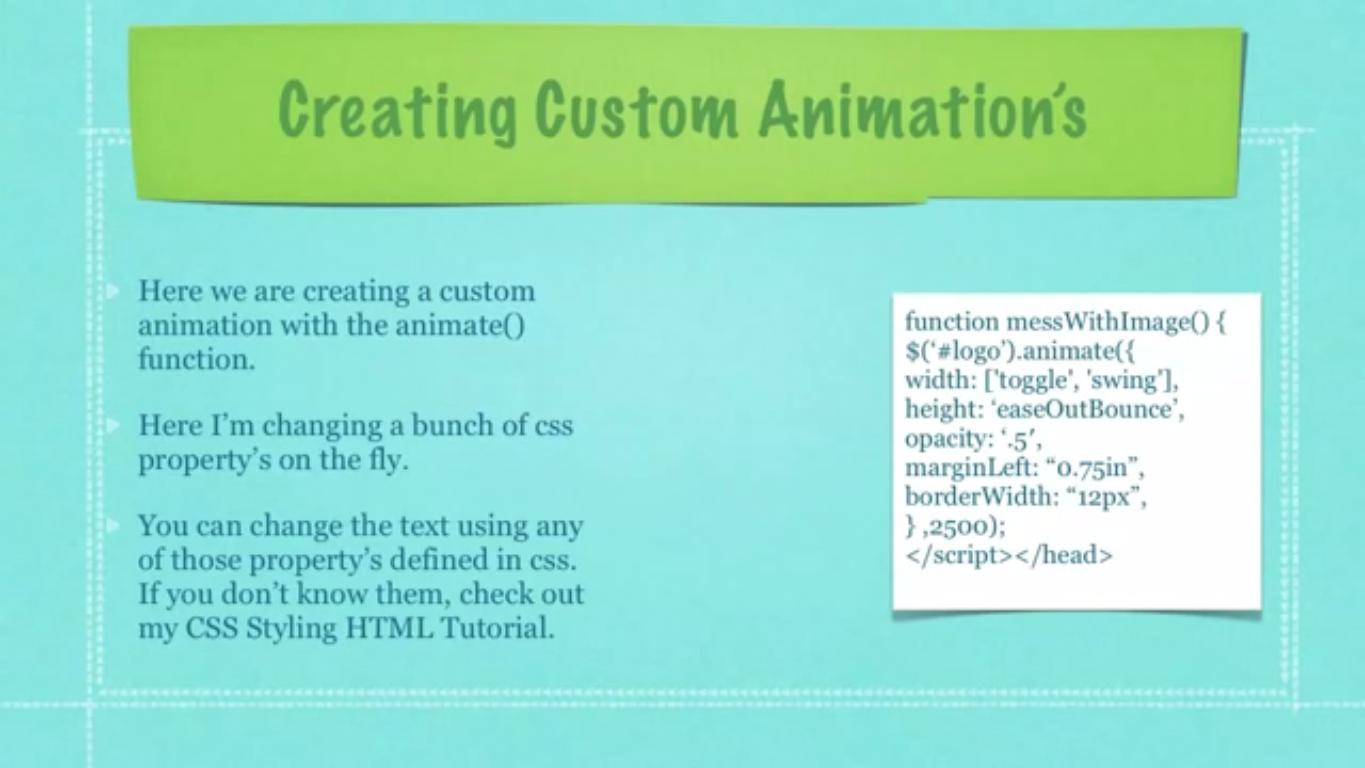 Creating Custom Animation's
Here we are creating a custom
animation with the animate()
function.
Here I'm changing a bunch of css
property's on the fly.
You can change the text using any
of those property's defined in css.
If you don't know them, check out
my CSS Styling HTML Tutorial.
function messWithImage() {
$(‘#logo’).animate({
width: ['toggle', 'swing'],
height: ‘easeOutBounce’,
opacity: ‘.5′,
marginLeft: “0.75in”,
borderWidth: “12px”,
} ,2500);
</script></head>